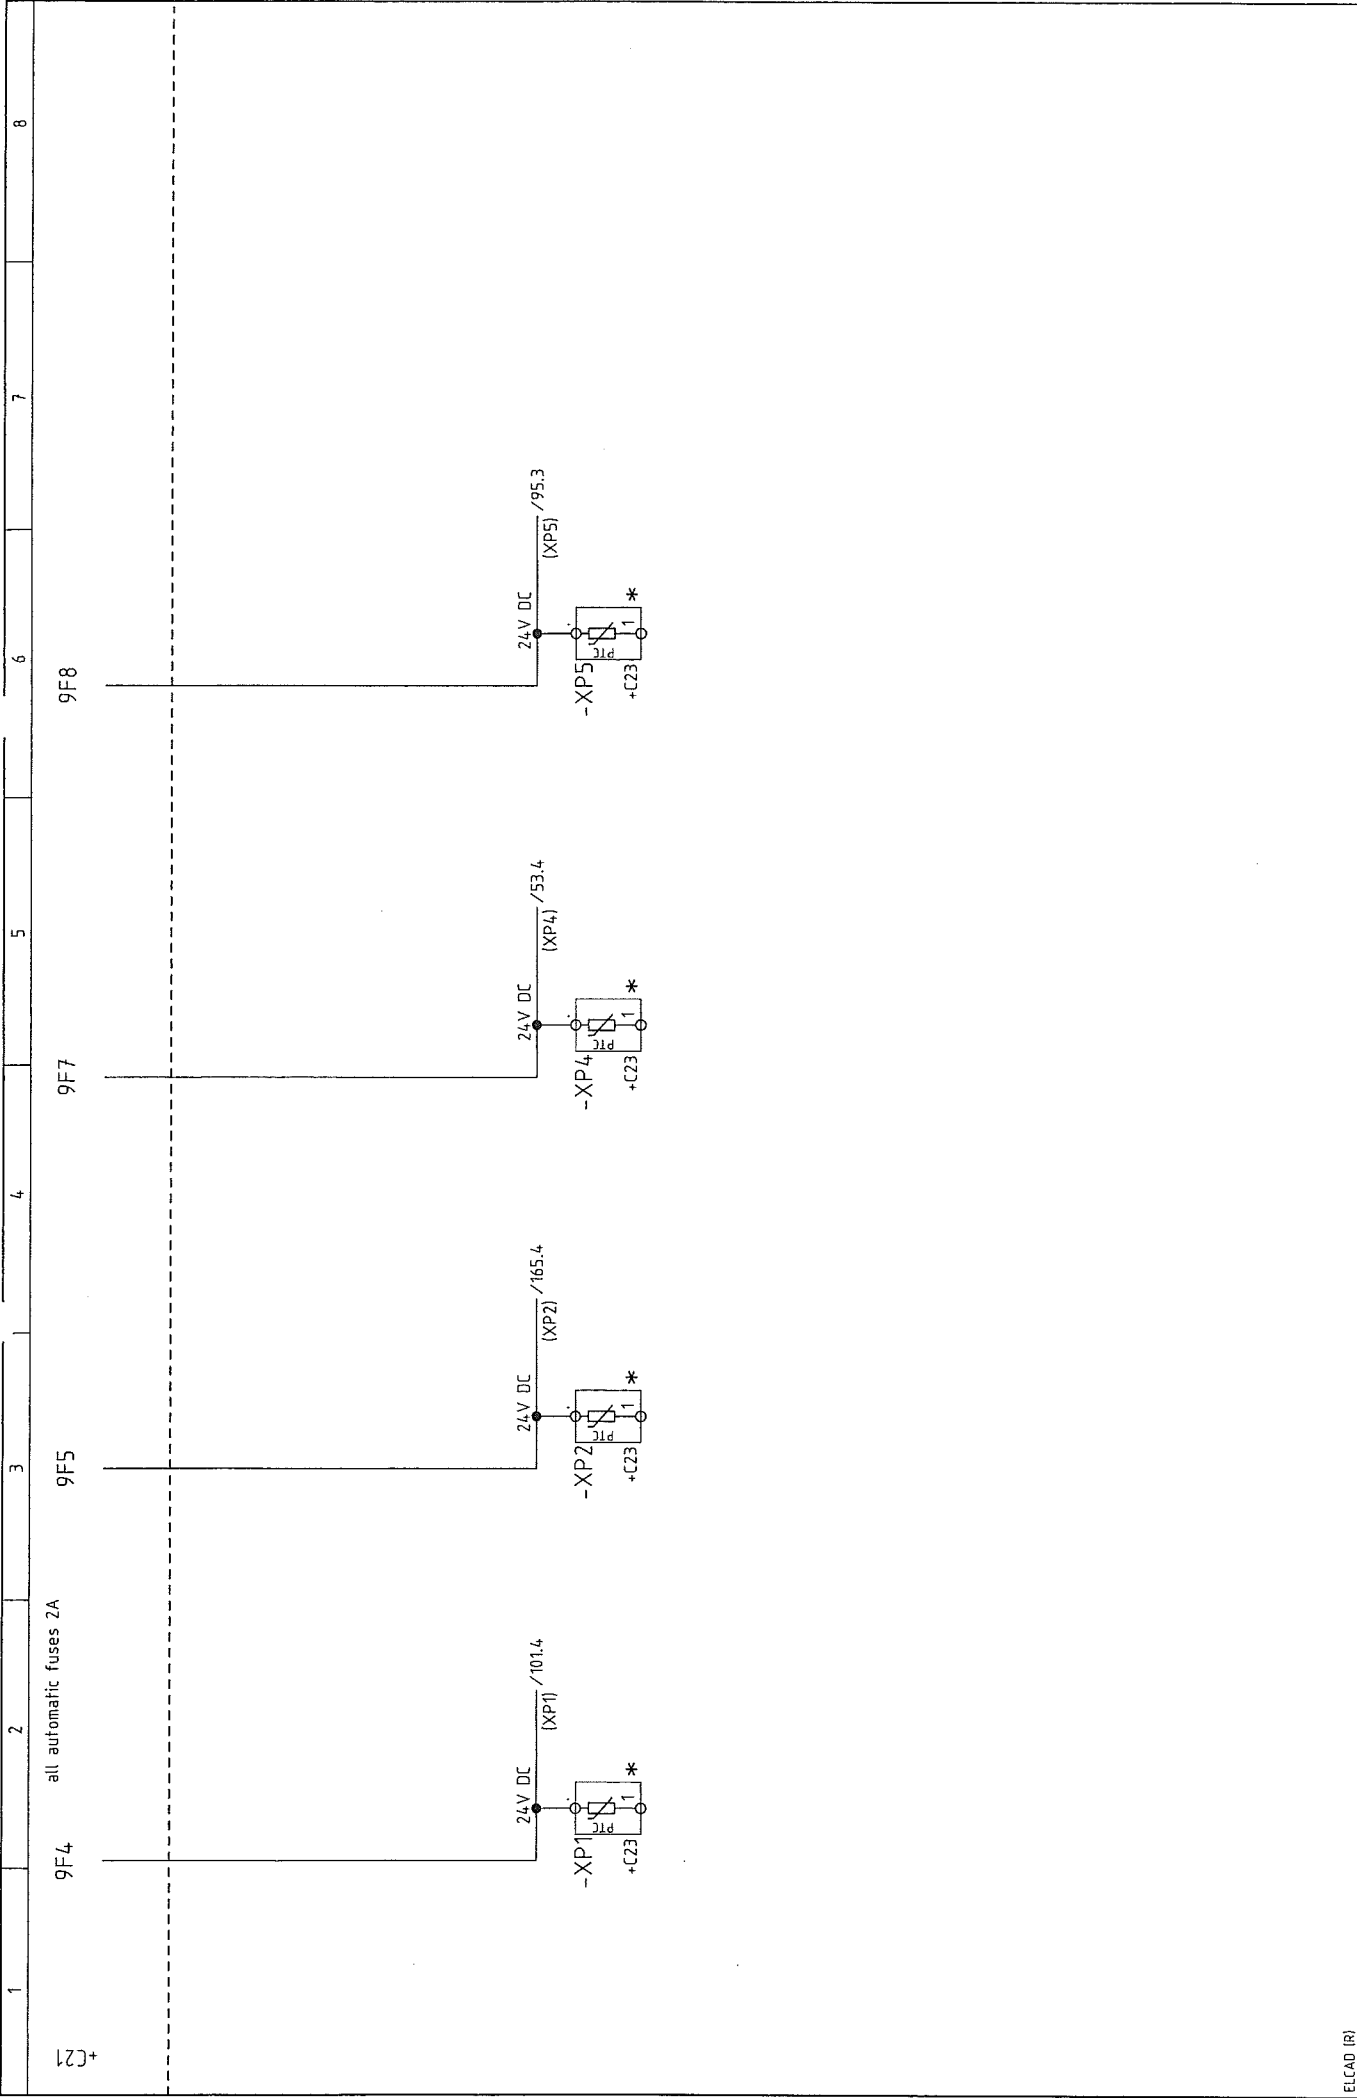 1 2 3 4 5 6 7 8
+C21
all automatic fuses 2A
9F4 9F5 9F7 9F8
24V DC /101.4
(XP1)
-XP1
PTC
1
*
+C23
24V DC /165.4
(XP2)
-XP2
PTC
1
*
+C23
24V DC /53.4
(XP4)
-XP4
PTC
1
*
+C23
24V DC /95.3
(XP5)
-XP5
PTC
1
*
+C23
ELCAD (R)